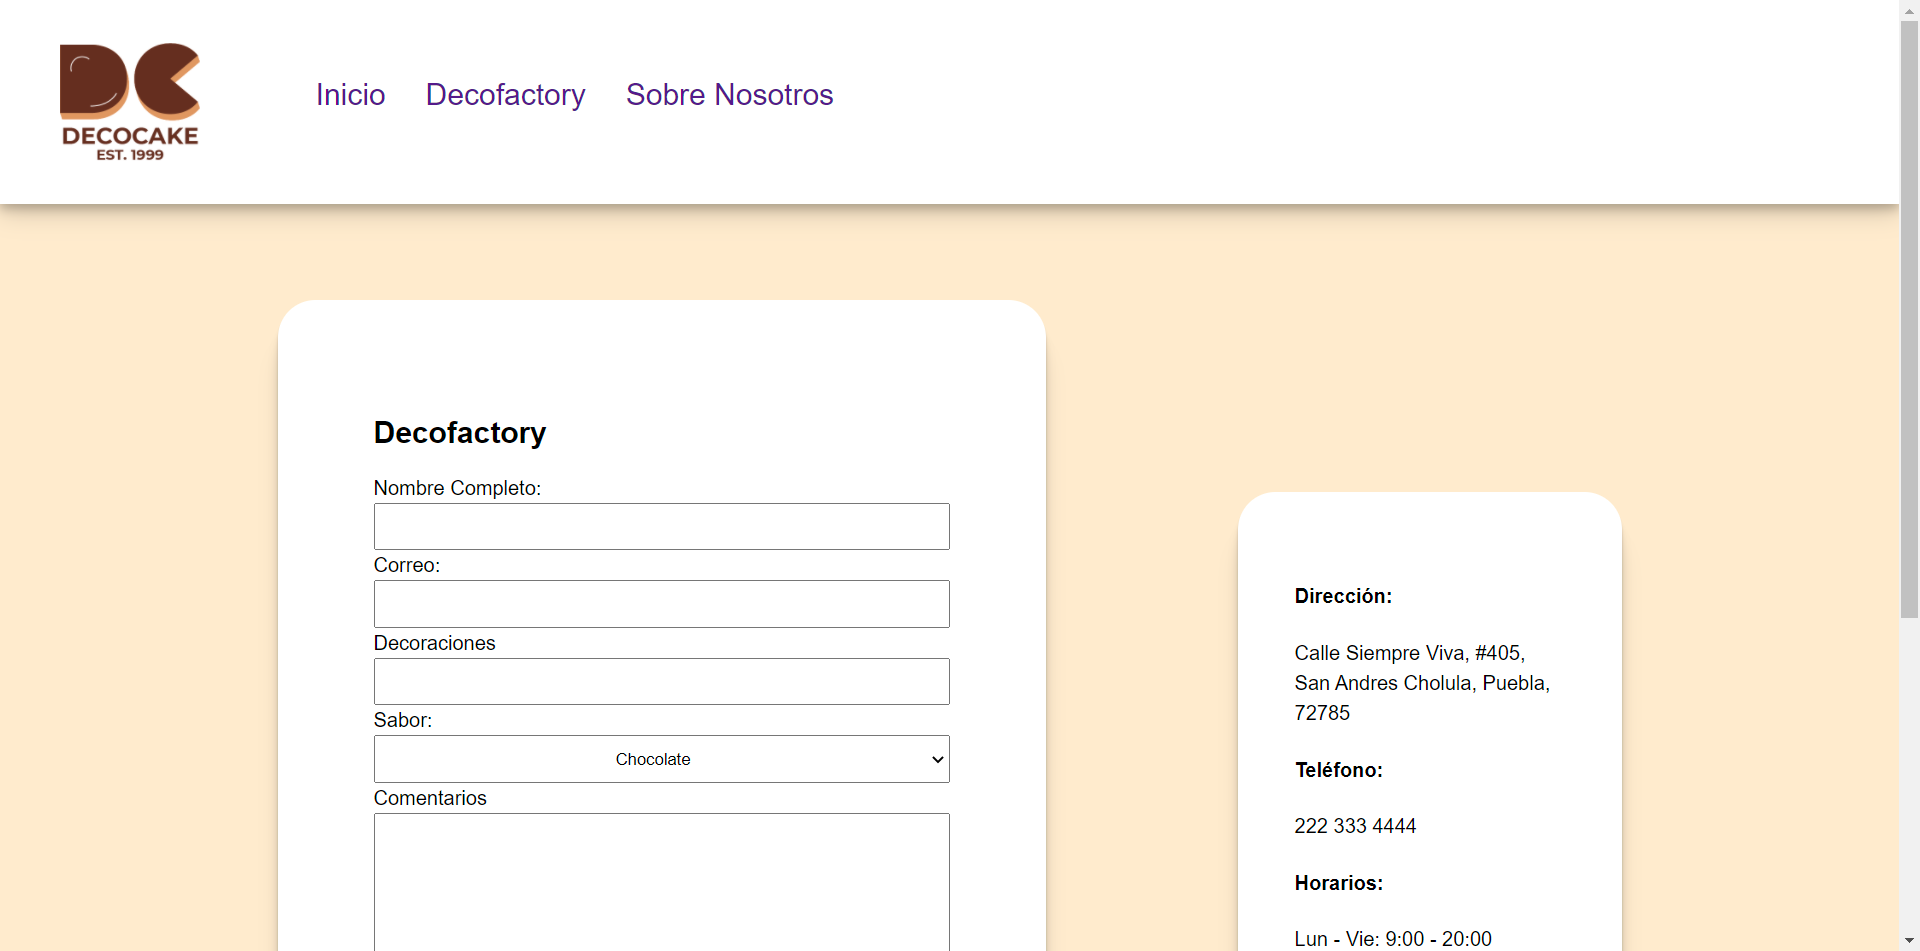 DECOCAKE
EST. 1999
Inicio
Decofactory
Sobre Nosotros
Decofactory
Nombre Completo:
Correo:
Decoraciones
Sabor:
Chocolate
Comentarios
Dirección:
Calle Siempre Viva, #405,
San Andres Cholula, Puebla,
72785
Teléfono:
222 333 4444
Horarios:
Lun - Vie: 9:00 - 20:00